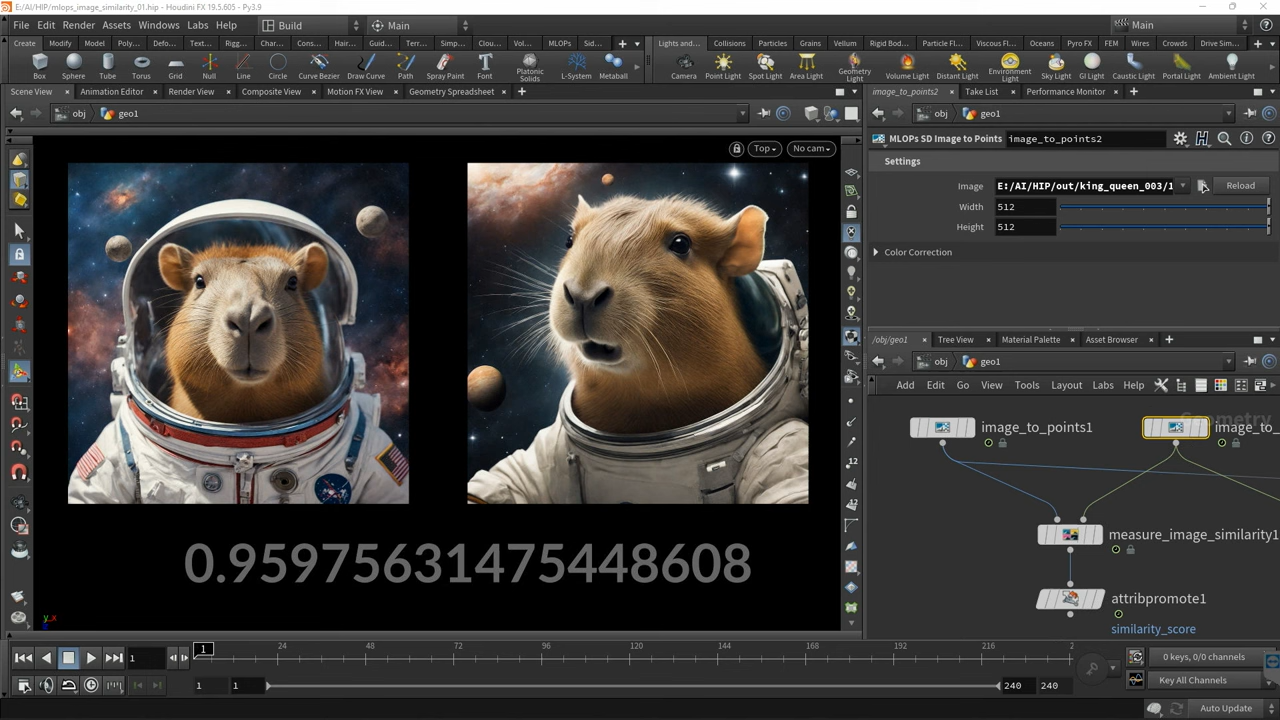 E:/AI/HIP/mlops_image_similarity_01.hip - Houdini FX 19.5.605 - Py3.9
File Edit Render Assets Windows Labs Help Build Main Main
Create Modify Model Poly... Defo... Text... Rigg... Char... Cons... Hair... Guid... Terr... Simp... Clou... Vol... MLOPs Sid...
Lights and... Collisions Particles Grains Vellum Rigid Bod... Particle Fl... Viscous Fl... Oceans Pyro FX FEM Wires Crowds Drive Sim...
Box Sphere Tube Torus Grid Null Line Circle Curve Bezier Draw Curve Path Spray Paint Font Platonic Solids L-System Metaball
Camera Point Light Spot Light Area Light Geometry Light Volume Light Distant Light Environment Light Sky Light GI Light Caustic Light Portal Light Ambient Light
Scene View Animation Editor Render View Composite View Motion FX View Geometry Spreadsheet
image_to_points2 Take List Performance Monitor
obj geo1
obj geo1
Top No cam
MLOPs SD Image to Points image_to_points2
Settings
Image E:/AI/HIP/out/king_queen_003/1 Reload
Width 512
Height 512
Color Correction
/obj/geo1 Tree View Material Palette Asset Browser
obj geo1
Add Edit Go View Tools Layout Labs Help
Geometry
image_to_points1
image_to_
measure_image_similarity1
attribpromote1
similarity_score
0.95975631475448608
y x
12
12
1
1 24 48 72 96 120 144 168 192 216 2
1 1 240 240
0 keys, 0/0 channels
Key All Channels
Auto Update